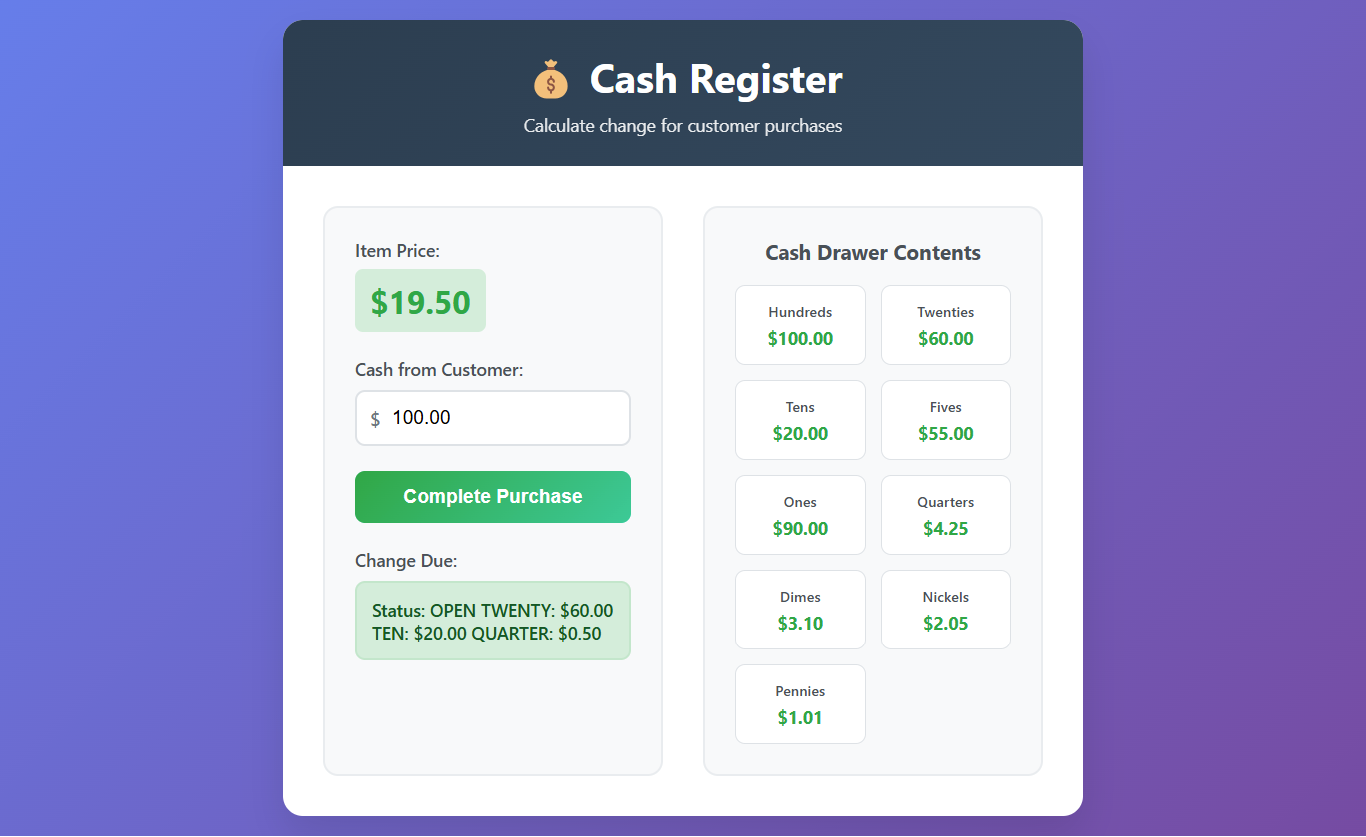 Cash Register
Calculate change for customer purchases
Item Price:
$19.50
Cash from Customer:
$ 100.00
Complete Purchase
Change Due:
Status: OPEN TWENTY: $60.00
TEN: $20.00 QUARTER: $0.50
Cash Drawer Contents
Hundreds
$100.00
Twenties
$60.00
Tens
$20.00
Fives
$55.00
Ones
$90.00
Quarters
$4.25
Dimes
$3.10
Nickels
$2.05
Pennies
$1.01